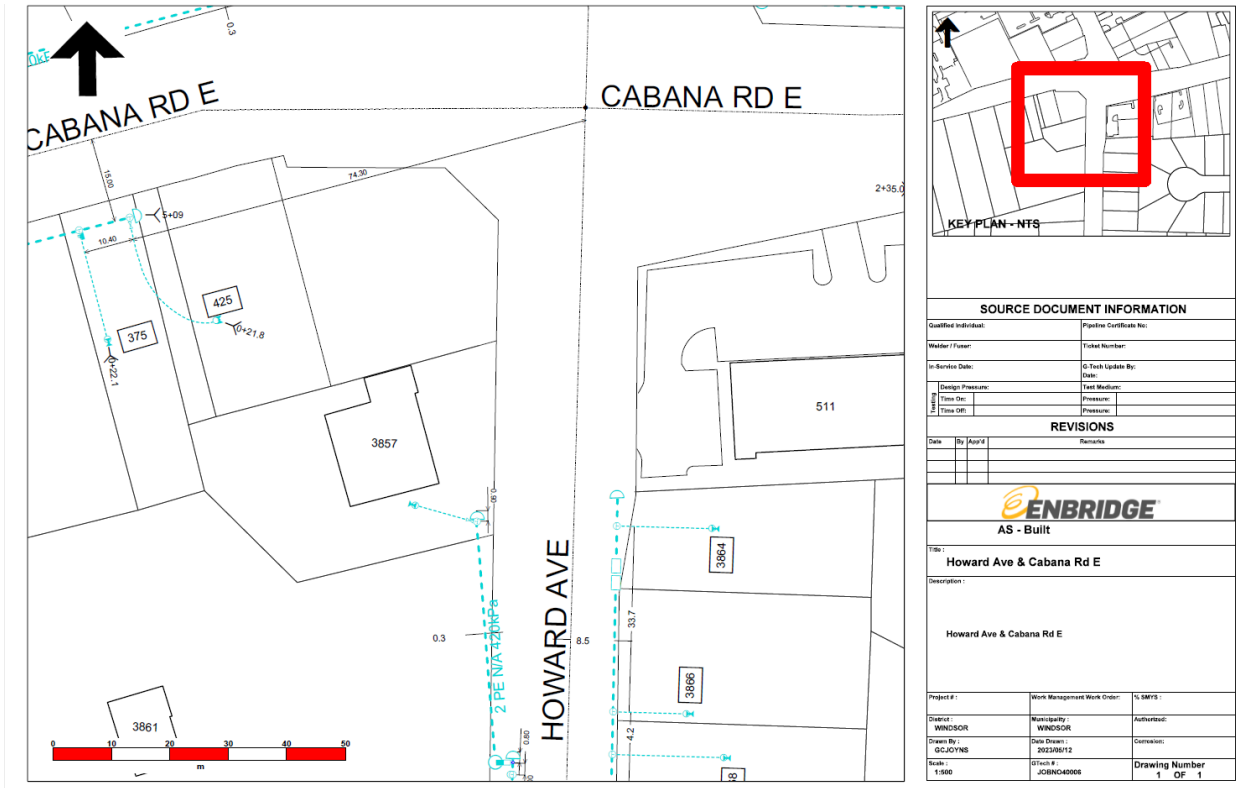 0.3
0kF
CABANA RD E
CABANA RD E
15.00
74.30
2+35.0
5+09
10.40
425
0+21.8
375
0+22.1
511
3857
0.90
3864
HOWARD AVE
2 PE N/A 420kPa
33.7
0.3
8.5
3866
3861
4.2
0.80
0 10 20 30 40 50
m
KEY PLAN - NTS
SOURCE DOCUMENT INFORMATION
Qualified Individual: Pipeline Certificate No:
Welder / Fuser: Ticket Number:
In-Service Date: G-Tech Update By:
Date:
Testing
Design Pressure: Test Medium:
Time On: Pressure:
Time Off: Pressure:
REVISIONS
Date By App'd Remarks
ENBRIDGE
AS - Built
Title :
Howard Ave & Cabana Rd E
Description :
Howard Ave & Cabana Rd E
Project # : Work Management Work Order: % SMYS :
District : Municipality : Authorized:
WINDSOR WINDSOR
Drawn By : Date Drawn : Corrosion:
GCJOYNS 2023/06/12
Scale : GTech # : Drawing Number
1:500 JOBNO40006 1 OF 1